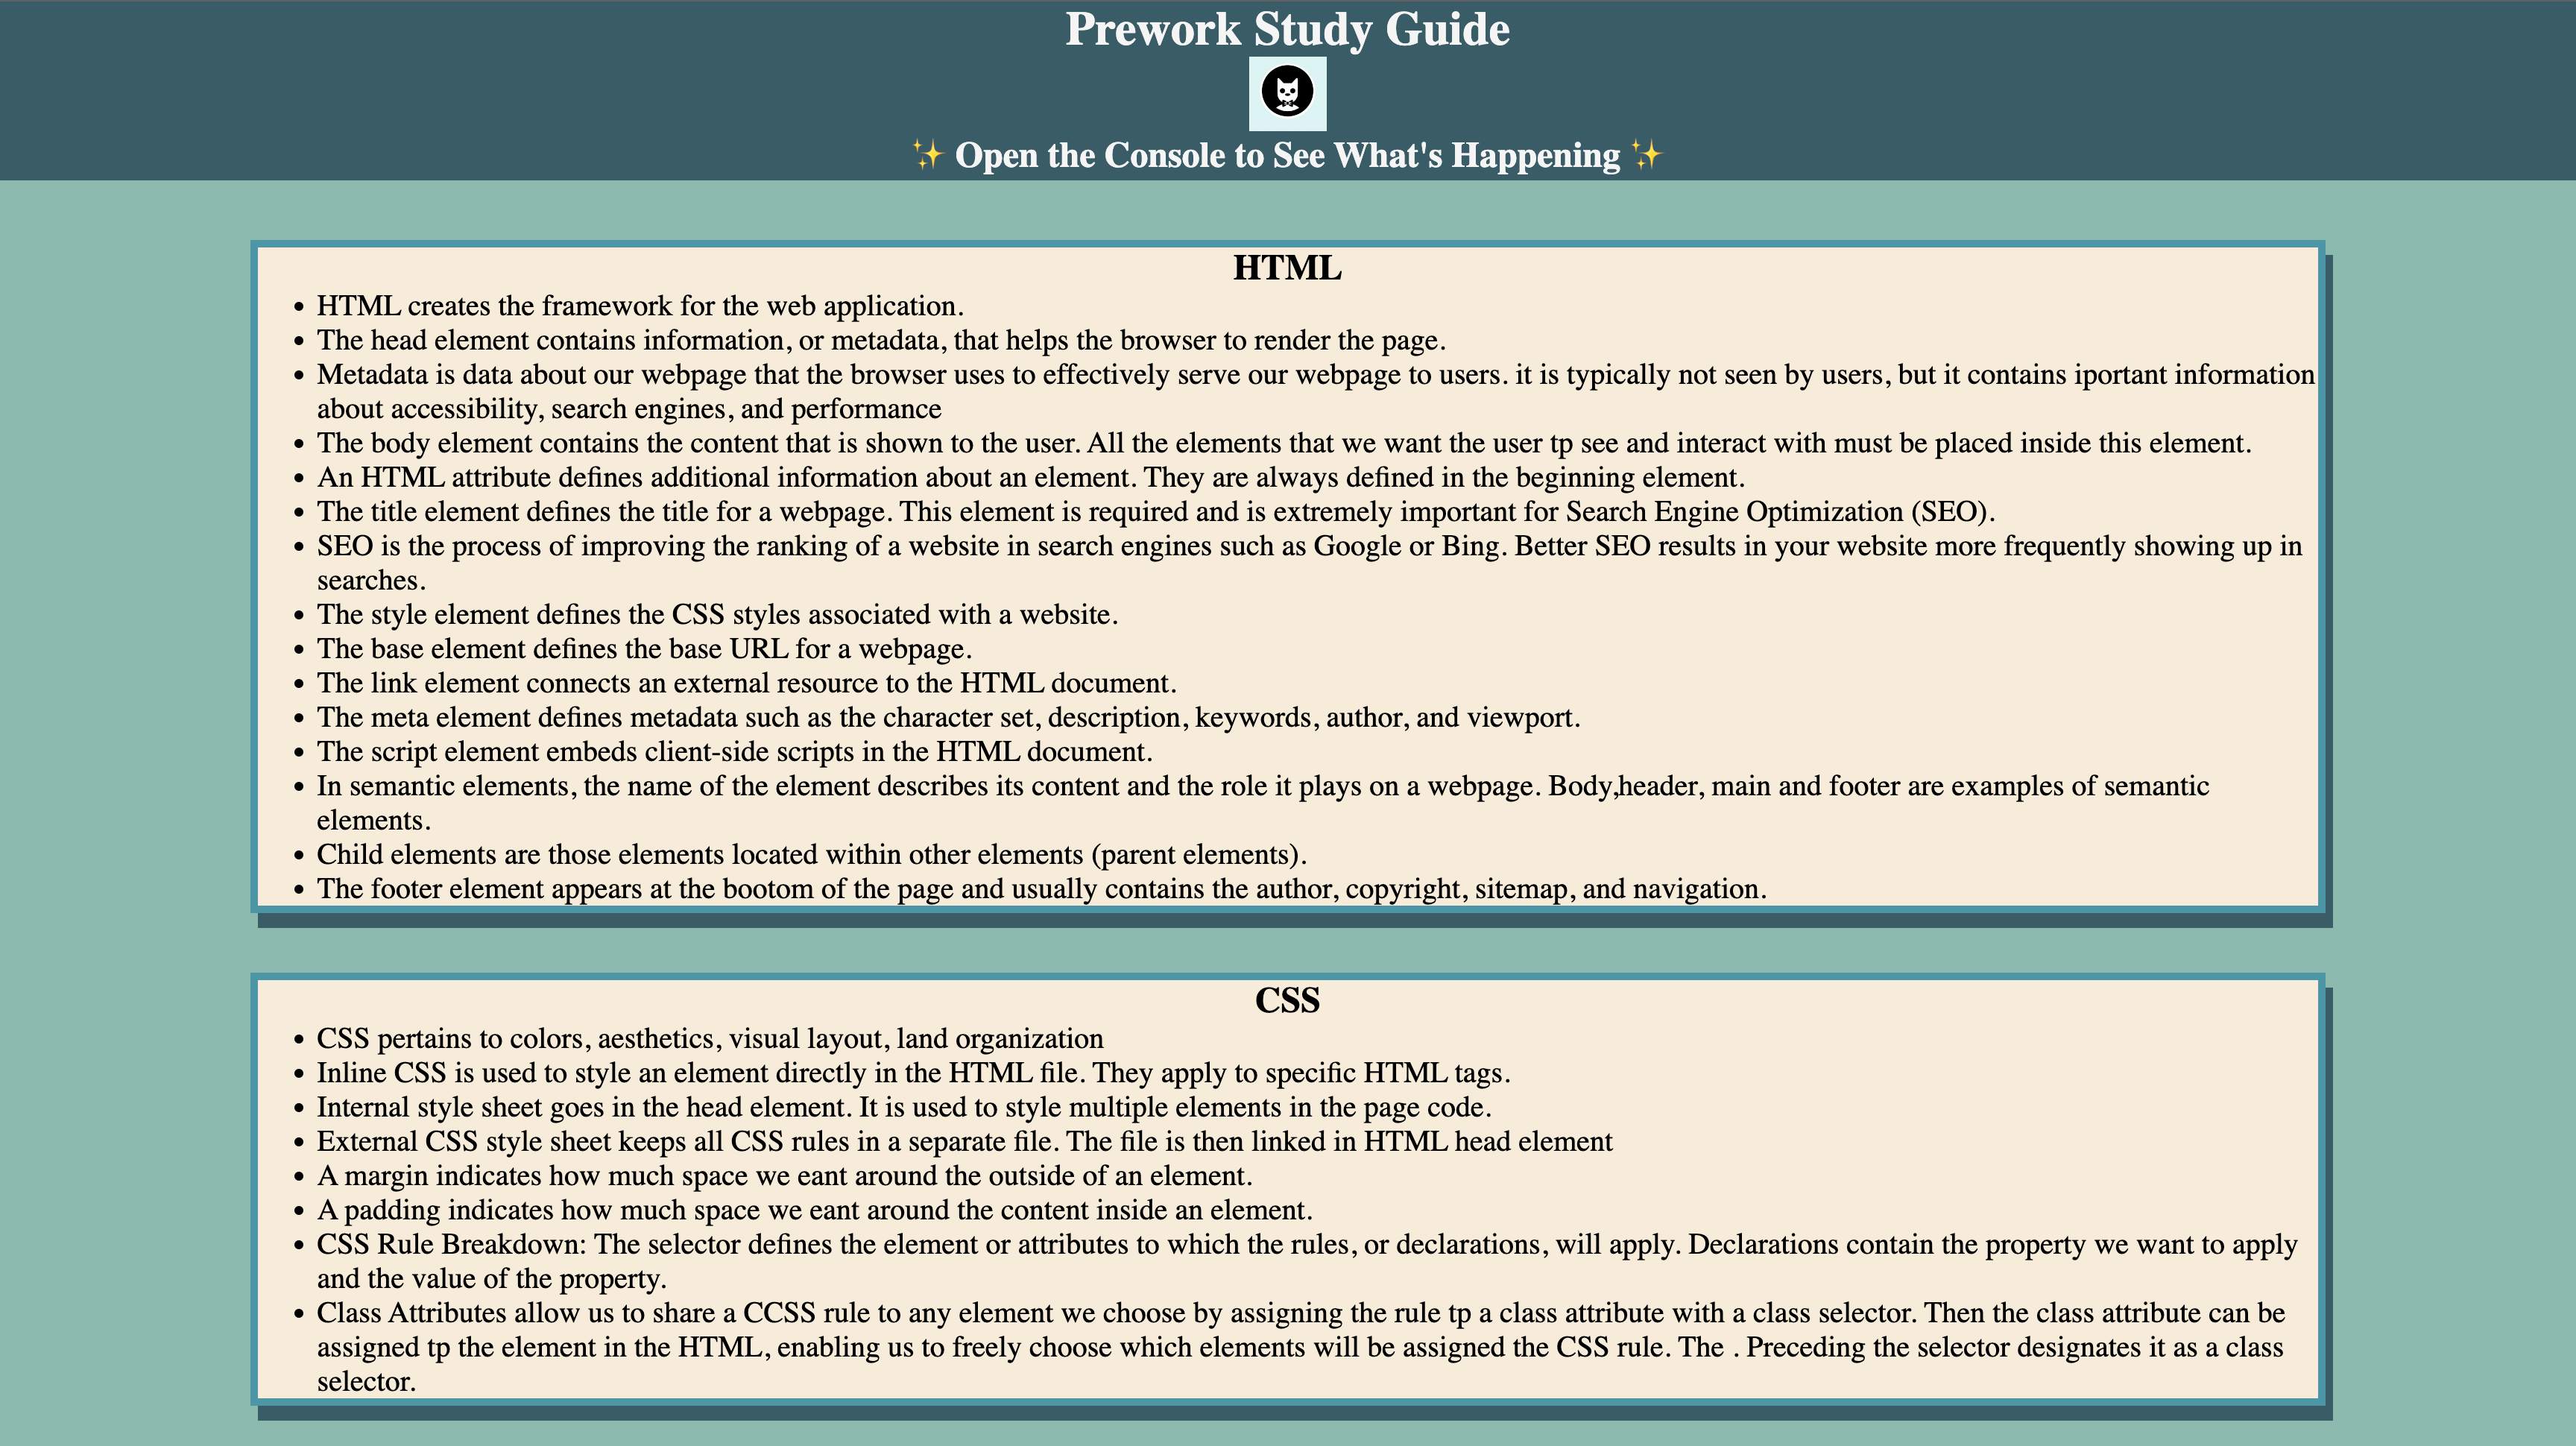 Prework Study Guide
✨ Open the Console to See What's Happening ✨
HTML
• HTML creates the framework for the web application.
• The head element contains information, or metadata, that helps the browser to render the page.
• Metadata is data about our webpage that the browser uses to effectively serve our webpage to users. it is typically not seen by users, but it contains iportant information
about accessibility, search engines, and performance
• The body element contains the content that is shown to the user. All the elements that we want the user tp see and interact with must be placed inside this element.
• An HTML attribute defines additional information about an element. They are always defined in the beginning element.
• The title element defines the title for a webpage. This element is required and is extremely important for Search Engine Optimization (SEO).
• SEO is the process of improving the ranking of a website in search engines such as Google or Bing. Better SEO results in your website more frequently showing up in
searches.
• The style element defines the CSS styles associated with a website.
• The base element defines the base URL for a webpage.
• The link element connects an external resource to the HTML document.
• The meta element defines metadata such as the character set, description, keywords, author, and viewport.
• The script element embeds client-side scripts in the HTML document.
• In semantic elements, the name of the element describes its content and the role it plays on a webpage. Body,header, main and footer are examples of semantic
elements.
• Child elements are those elements located within other elements (parent elements).
• The footer element appears at the bootom of the page and usually contains the author, copyright, sitemap, and navigation.
CSS
• CSS pertains to colors, aesthetics, visual layout, land organization
• Inline CSS is used to style an element directly in the HTML file. They apply to specific HTML tags.
• Internal style sheet goes in the head element. It is used to style multiple elements in the page code.
• External CSS style sheet keeps all CSS rules in a separate file. The file is then linked in HTML head element
• A margin indicates how much space we eant around the outside of an element.
• A padding indicates how much space we eant around the content inside an element.
• CSS Rule Breakdown: The selector defines the element or attributes to which the rules, or declarations, will apply. Declarations contain the property we want to apply
and the value of the property.
• Class Attributes allow us to share a CCSS rule to any element we choose by assigning the rule tp a class attribute with a class selector. Then the class attribute can be
assigned tp the element in the HTML, enabling us to freely choose which elements will be assigned the CSS rule. The . Preceding the selector designates it as a class
selector.